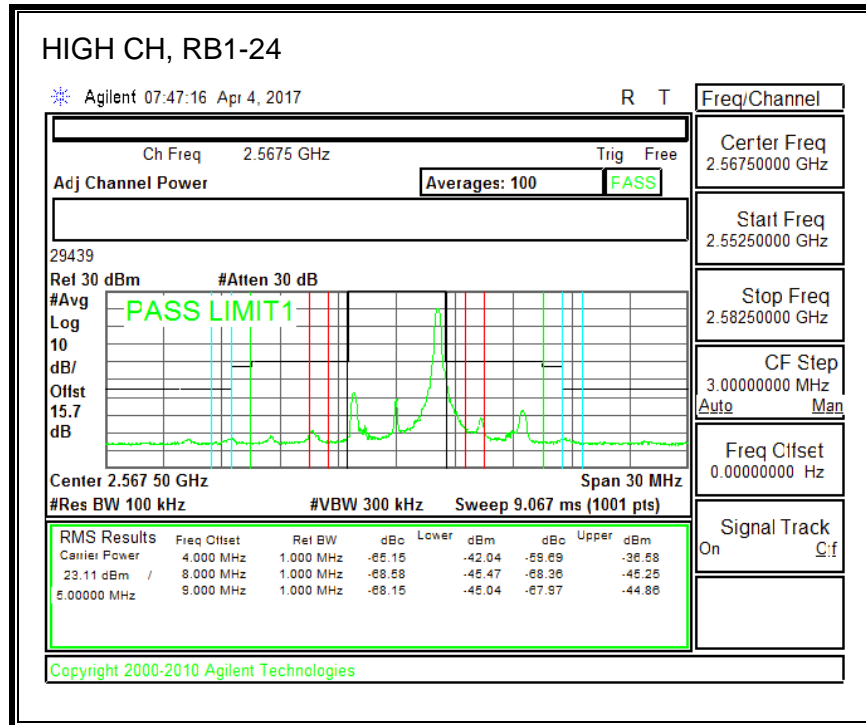 HIGH CH, RB1-24
Agilent 07:47:16 Apr 4, 2017 R T
Freq/Channel
Ch Freq 2.5675 GHz Trig Free
Adj Channel Power Averages: 100 PASS
Center Freq
2.56750000 GHz
Start Freq
2.55250000 GHz
Stop Freq
2.58250000 GHz
CF Step
3.00000000 MHz
Auto Man
Freq Offset
0.00000000 Hz
Signal Track
On Off
29439
Ref 30 dBm #Atten 30 dB
#Avg
Log
10
dB/
Offst
15.7
dB
PASS LIMIT1
Center 2.567 50 GHz Span 30 MHz
#Res BW 100 kHz #VBW 300 kHz Sweep 9.067 ms (1001 pts)
RMS Results Freq Offset Ref BW dBc Lower dBm dBc Upper dBm
Carrier Power 4.000 MHz 1.000 MHz -65.15 -42.04 -59.69 -36.58
23.11 dBm / 8.000 MHz 1.000 MHz -68.58 -45.47 -68.36 -45.25
5.00000 MHz 9.000 MHz 1.000 MHz -68.15 -45.04 -67.97 -44.86
Copyright 2000-2010 Agilent Technologies